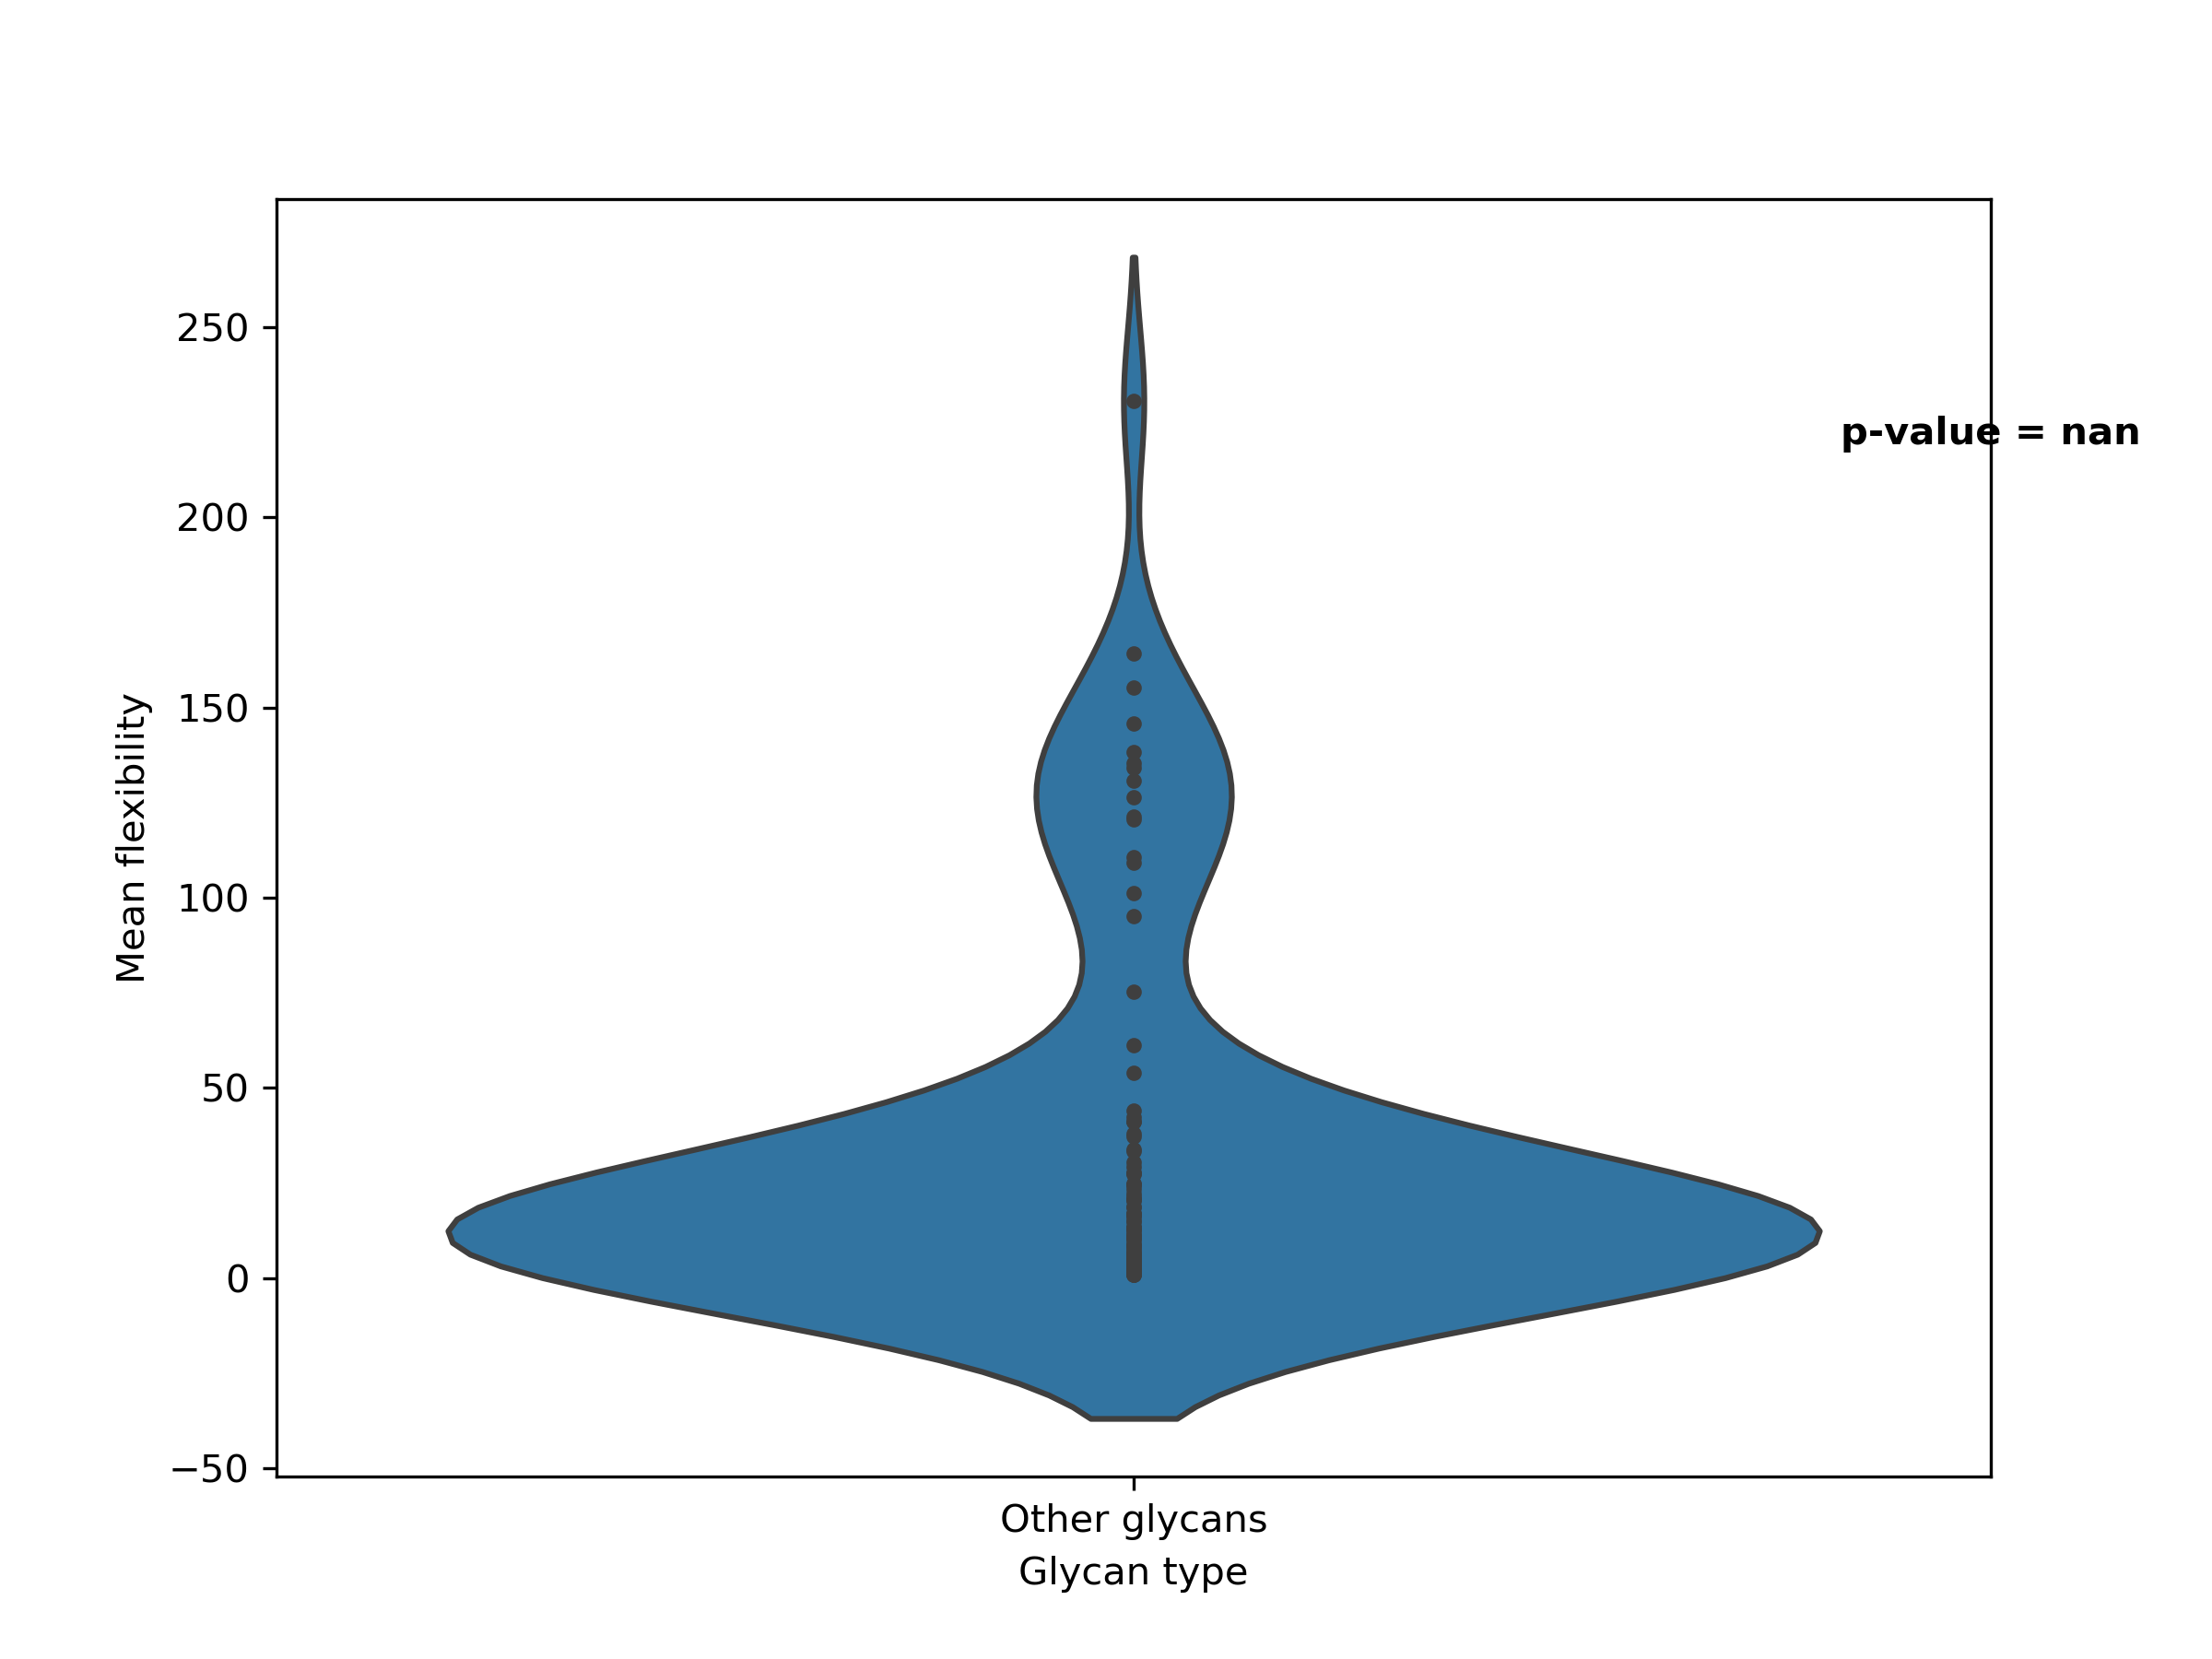 250
200
150
100
50
0
−50
Mean flexibility
p-value = nan
Other glycans
Glycan type